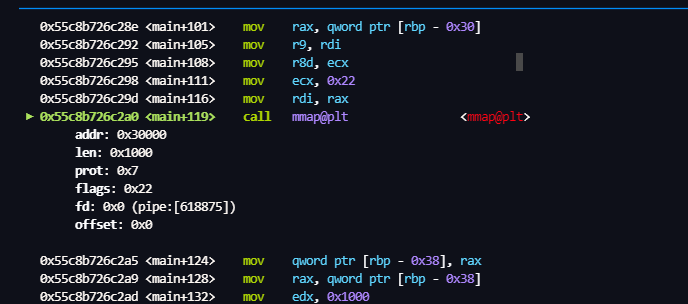 0x55c8b726c28e <main+101> mov rax, qword ptr [rbp - 0x30]
0x55c8b726c292 <main+105> mov r9, rdi
0x55c8b726c295 <main+108> mov r8d, ecx
0x55c8b726c298 <main+111> mov ecx, 0x22
0x55c8b726c29d <main+116> mov rdi, rax
► 0x55c8b726c2a0 <main+119> call mmap@plt <mmap@plt>
addr: 0x30000
len: 0x1000
prot: 0x7
flags: 0x22
fd: 0x0 (pipe:[618875])
offset: 0x0
0x55c8b726c2a5 <main+124> mov qword ptr [rbp - 0x38], rax
0x55c8b726c2a9 <main+128> mov rax, qword ptr [rbp - 0x38]
0x55c8b726c2ad <main+132> mov edx, 0x1000